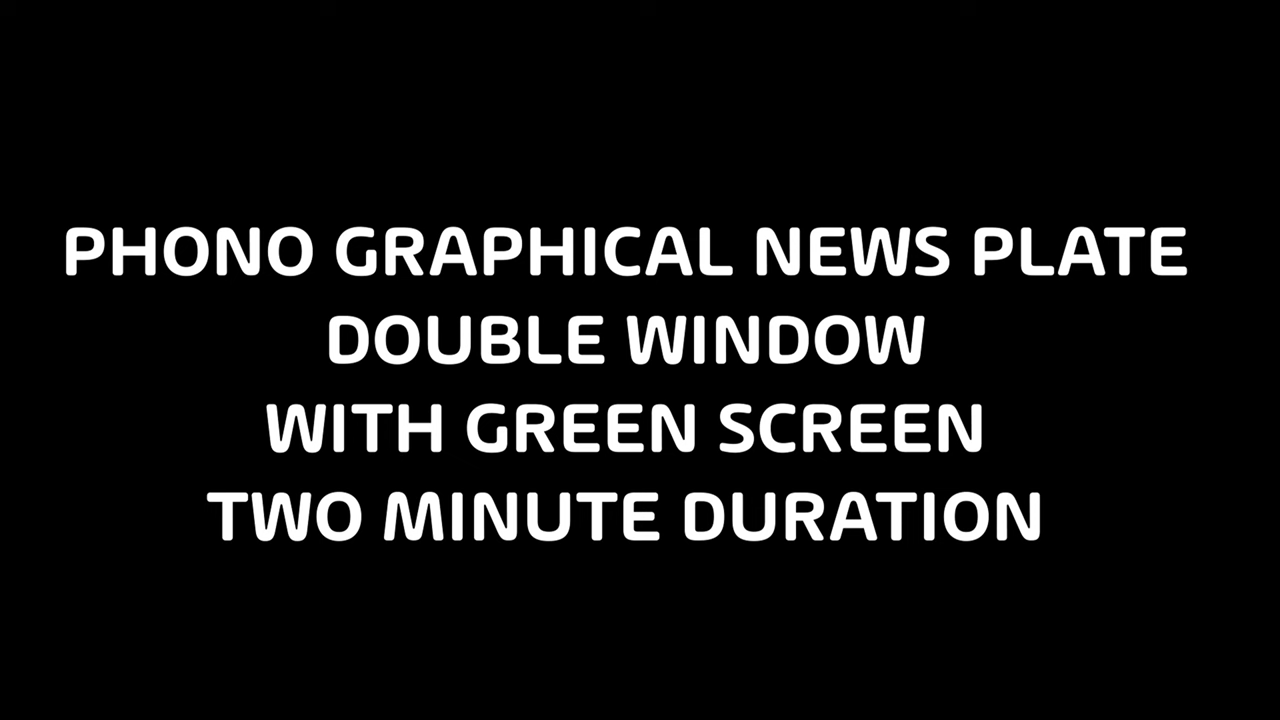 PHONO GRAPHICAL NEWS PLATE
DOUBLE WINDOW
WITH GREEN SCREEN
TWO MINUTE DURATION